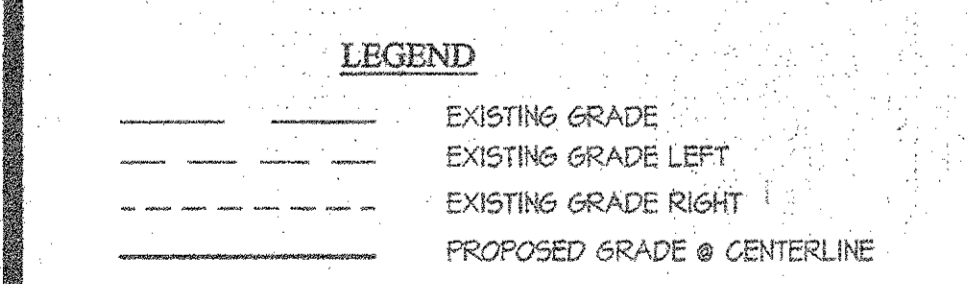 LEGEND
EXISTING GRADE
EXISTING GRADE LEFT
EXISTING GRADE RIGHT
PROPOSED GRADE @ CENTERLINE